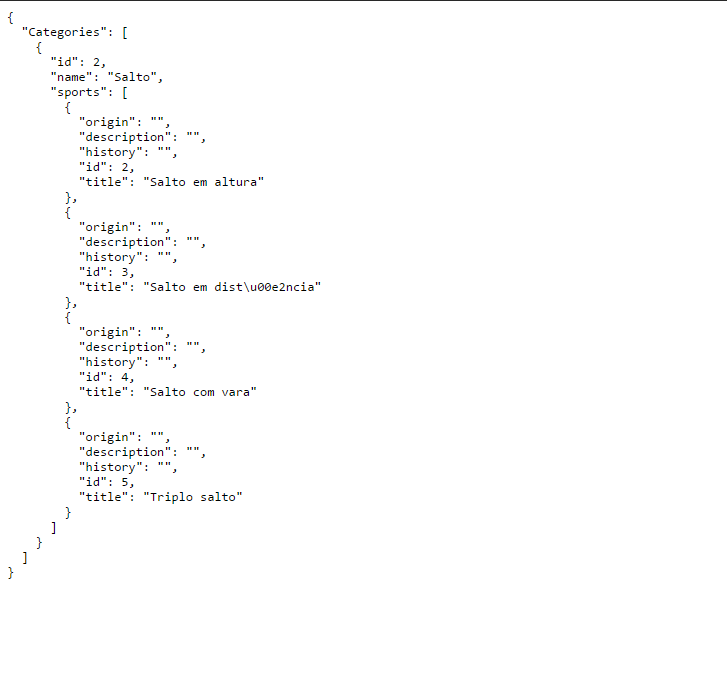 {
  "Categories": [
    {
      "id": 2,
      "name": "Salto",
      "sports": [
        {
          "origin": "",
          "description": "",
          "history": "",
          "id": 2,
          "title": "Salto em altura"
        },
        {
          "origin": "",
          "description": "",
          "history": "",
          "id": 3,
          "title": "Salto em dist\u00e2ncia"
        },
        {
          "origin": "",
          "description": "",
          "history": "",
          "id": 4,
          "title": "Salto com vara"
        },
        {
          "origin": "",
          "description": "",
          "history": "",
          "id": 5,
          "title": "Triplo salto"
        }
      ]
    }
  ]
}